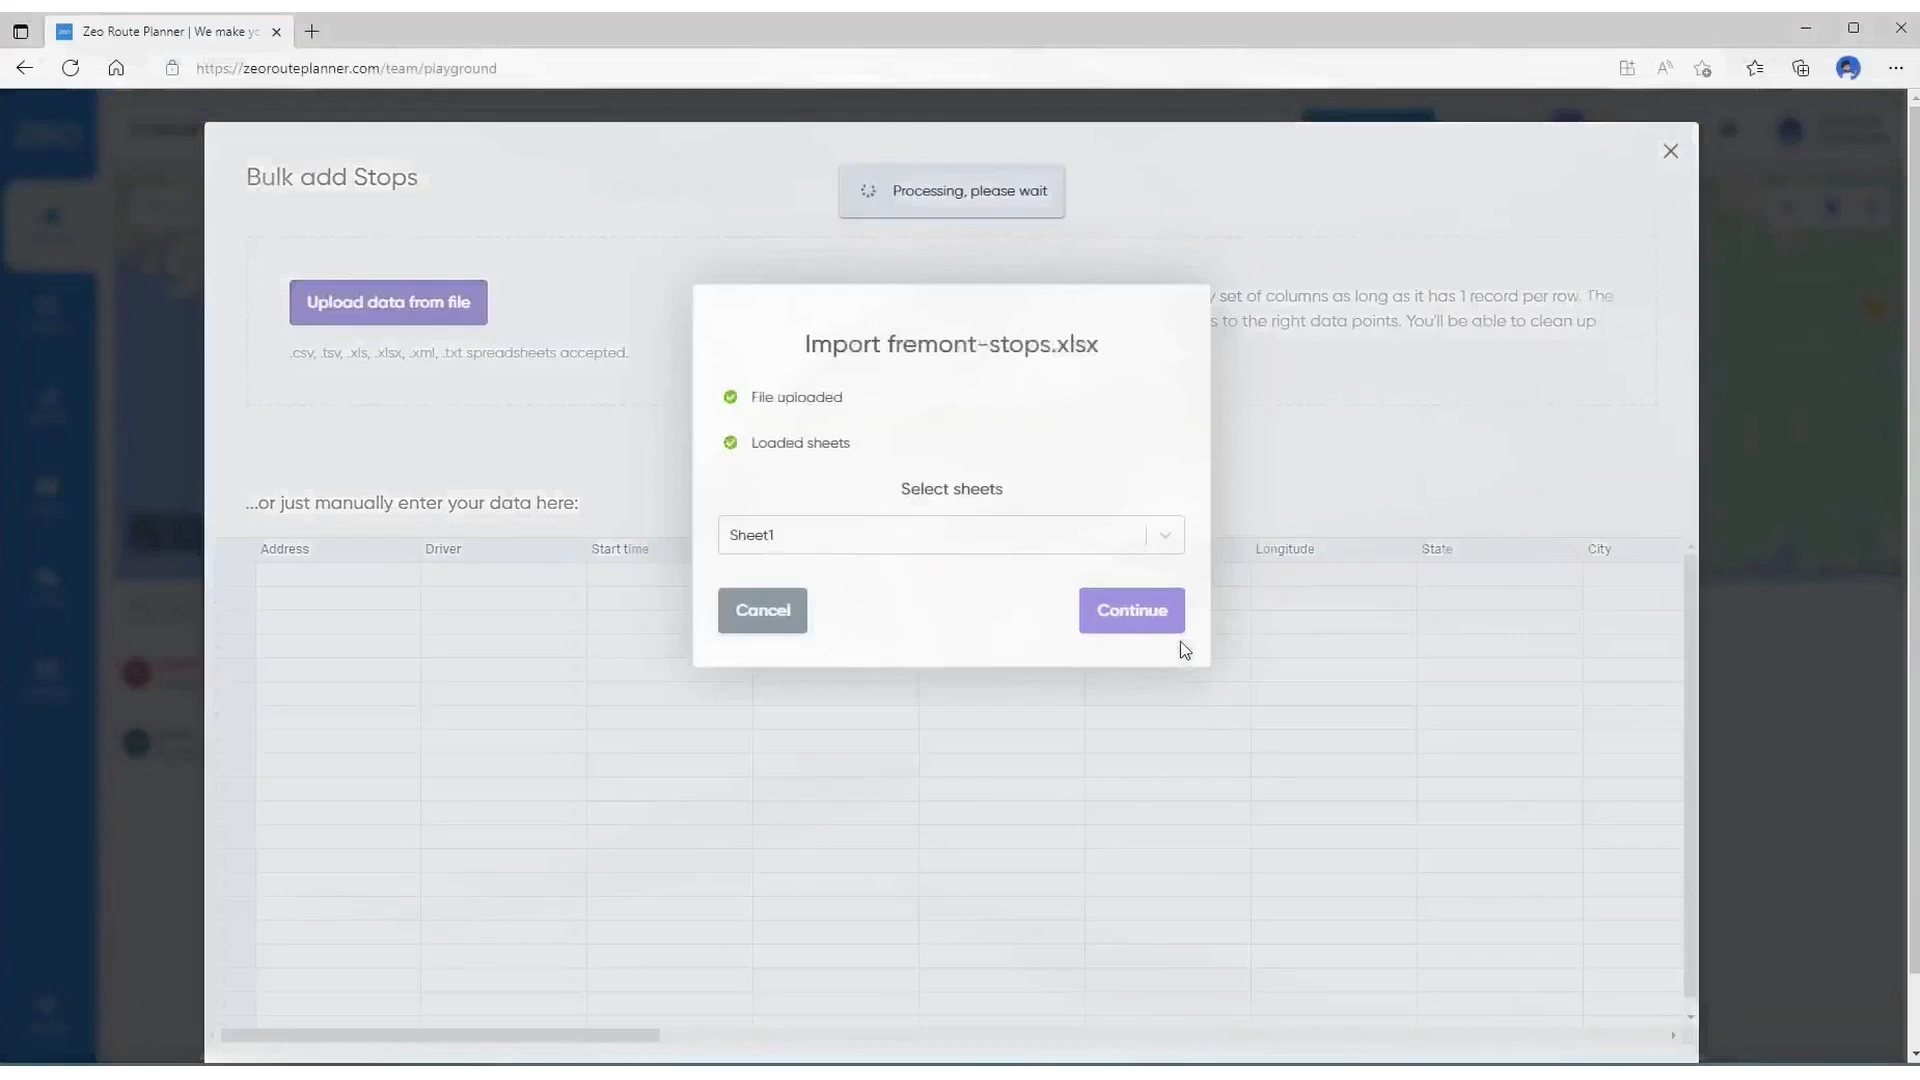 Zeo Route Planner | We make yo
https://zeorouteplanner.com/team/playground
zeo
Bulk add Stops
Processing, please wait
Upload data from file
.csv, .tsv, .xls, .xlsx, .xml, .txt spreadsheets accepted.
set of columns as long as it has 1 record per row. The
s to the right data points. You'll be able to clean up
Import fremont-stops.xlsx
File uploaded
Loaded sheets
Select sheets
Sheet1
Cancel
Continue
...or just manually enter your data here:
Address Driver Start time Longitude State City